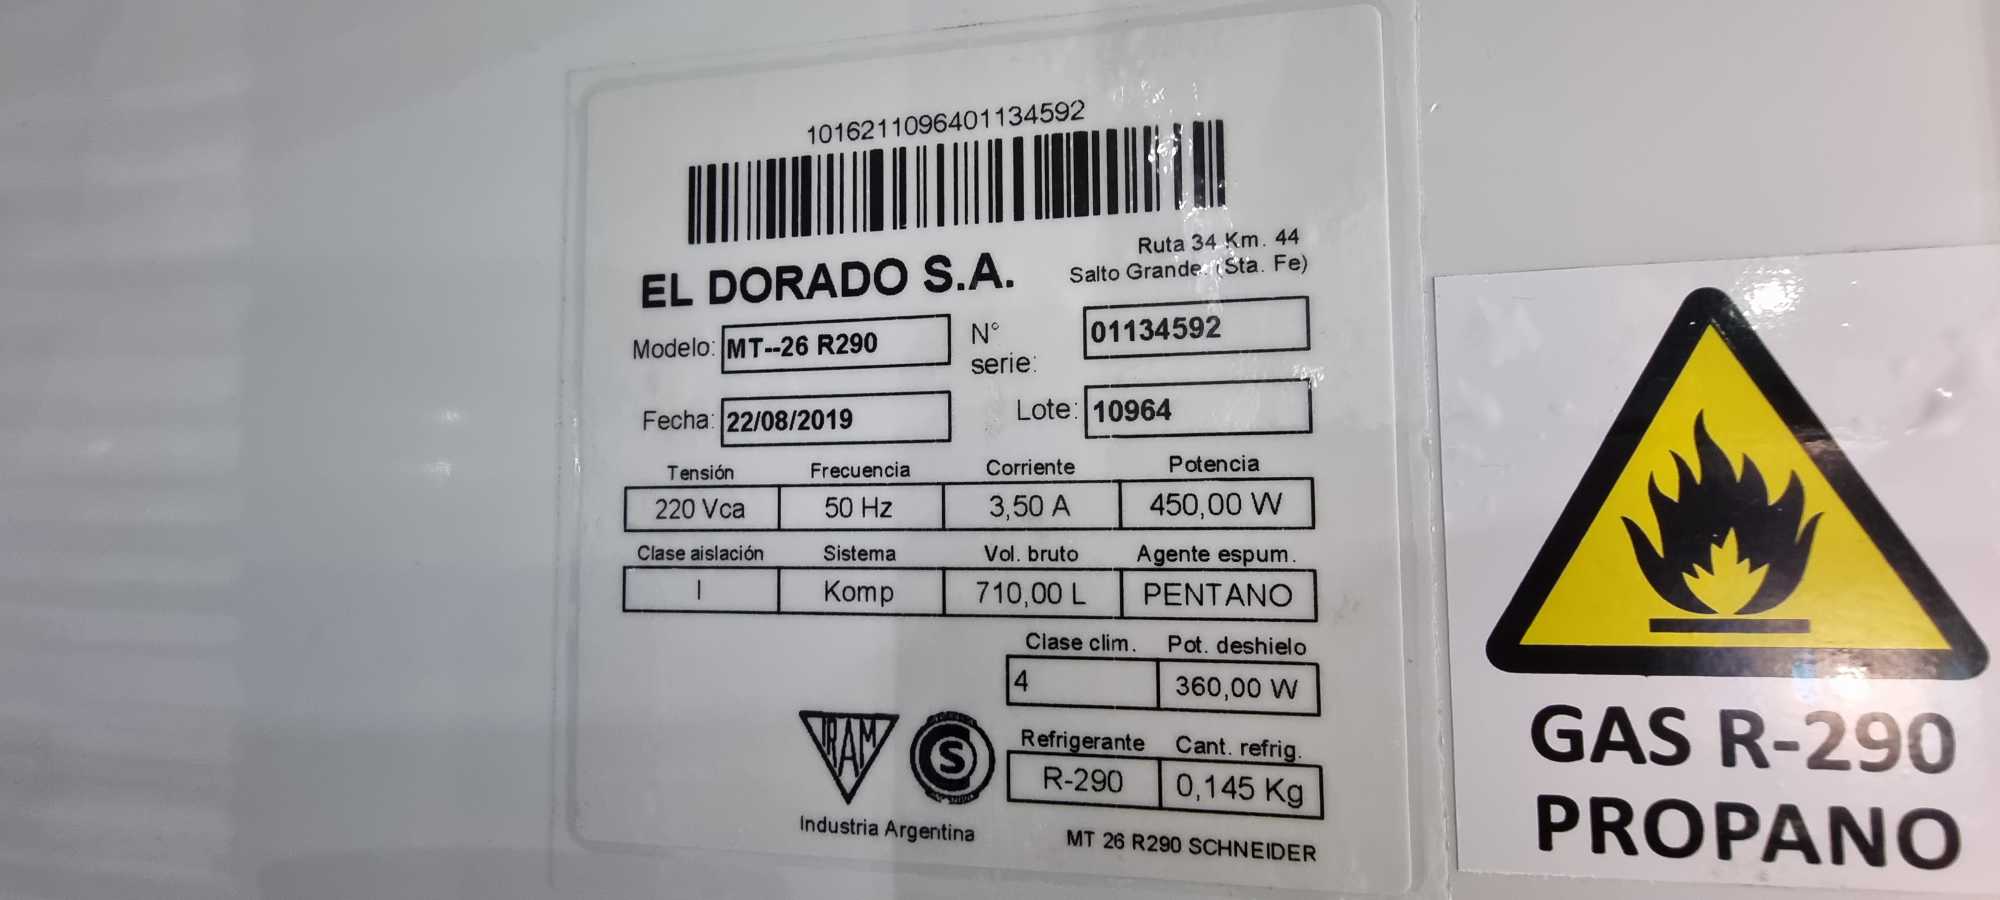 1016211096401134592
EL DORADO S.A.
Ruta 34 Km. 44
Salto Grande. (Sta. Fe)
Modelo: MT--26 R290
N° serie: 01134592
Fecha: 22/08/2019
Lote: 10964
Tensión Frecuencia Corriente Potencia
220 Vca 50 Hz 3,50 A 450,00 W
Clase aislación Sistema Vol. bruto Agente espum.
I Komp 710,00 L PENTANO
Clase clim. Pot. deshielo
4 360,00 W
Refrigerante Cant. refrig.
R-290 0,145 Kg
IRAM S
Industria Argentina
MT 26 R290 SCHNEIDER
GAS R-290
PROPANO